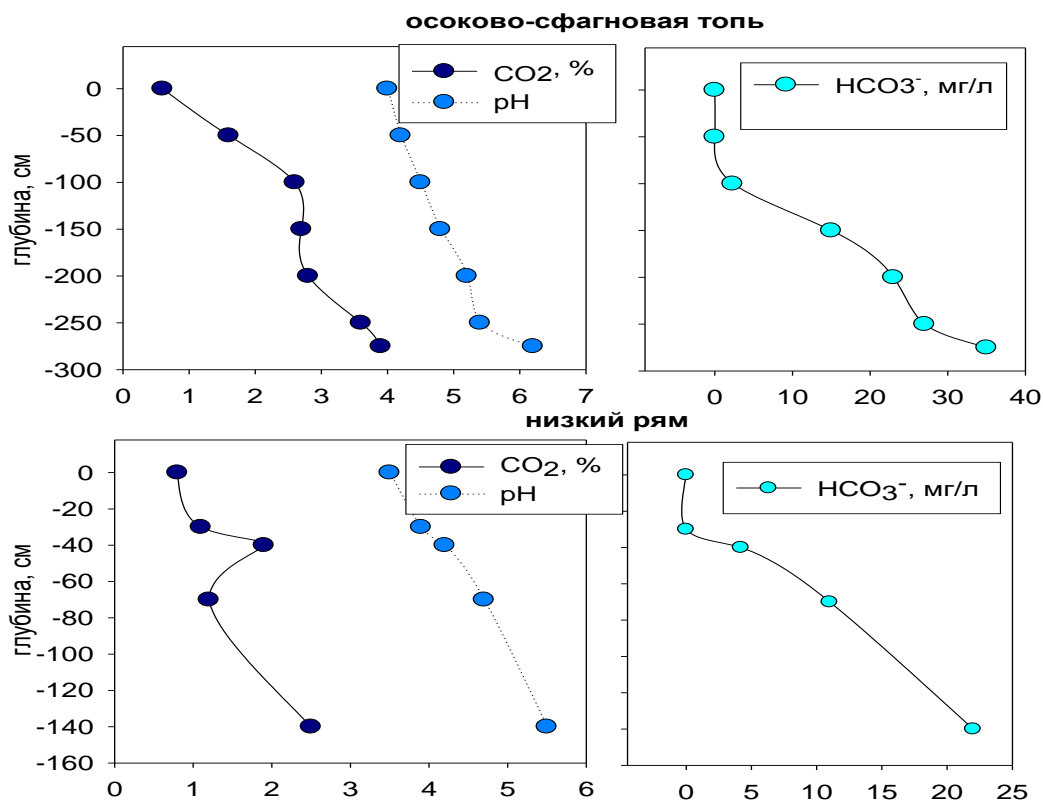 осоково-сфагновая топь
CO2, %
pH
HCO3⁻, мг/л
глубина, см
0
-50
-100
-150
-200
-250
-300
0 1 2 3 4 5 6 7
0 10 20 30 40
низкий рям
CO₂, %
pH
HCO₃⁻, мг/л
глубина, см
0
-20
-40
-60
-80
-100
-120
-140
-160
0 1 2 3 4 5 6
0 5 10 15 20 25